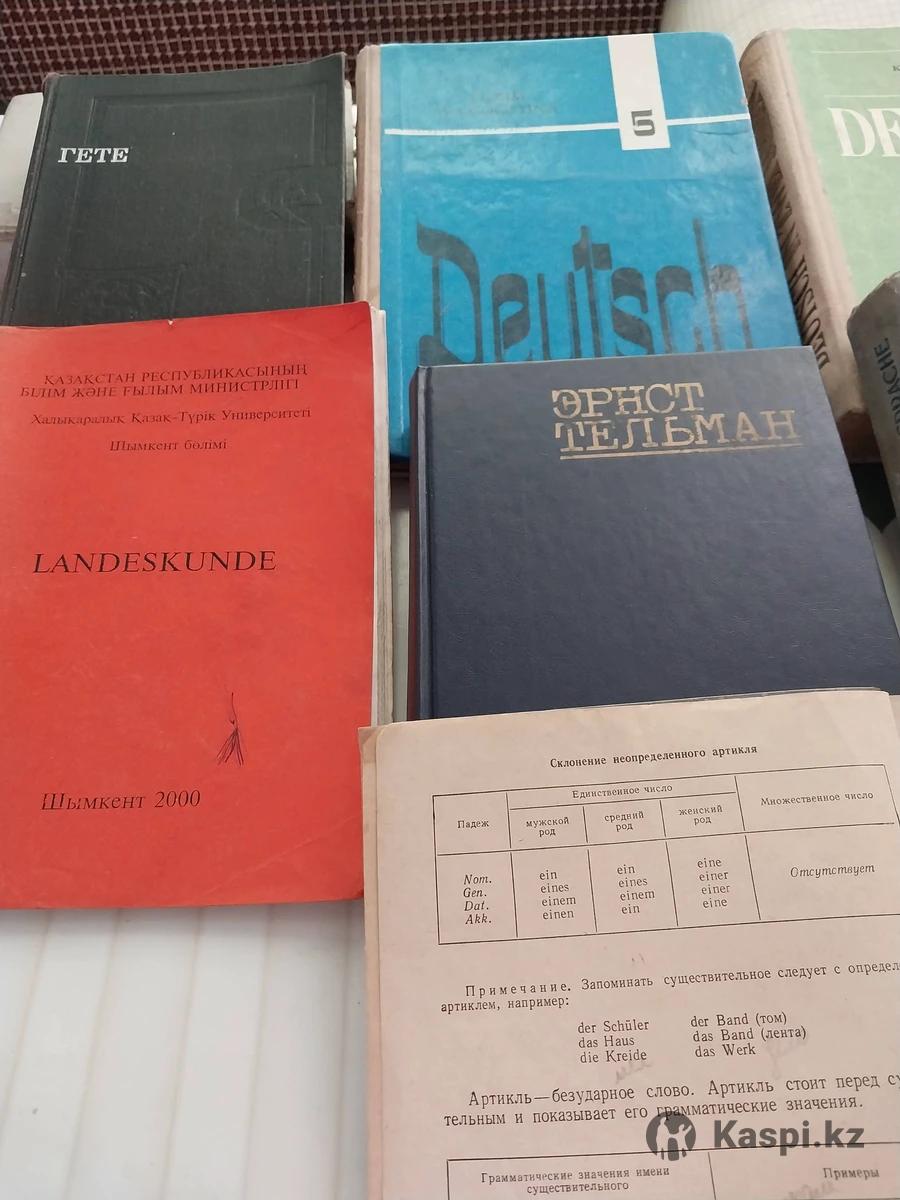 ГЕТЕ
5
Deutsch
DE
DEUTSCH
ҚАЗАҚСТАН РЕСПУБЛИКАСЫНЫҢ
БІЛІМ ЖӘНЕ ҒЫЛЫМ МИНИСТРЛІГІ
Халықаралық Қазақ-Түрік Университеті
Шымкент бөлімі
LANDESKUNDE
Шымкент 2000
ЭРНСТ
ТЕЛЬМАН
Склонение неопределенного артикля
Падеж
Единственное число
Множественное число
мужской род
средний род
женский род
Nom. ein ein eine Отсутствует
Gen. eines eines einer
Dat. einem einem einer
Akk. einen ein eine
Примечание. Запоминать существительное следует с определ
артиклем, например:
der Schüler der Band (том)
das Haus das Band (лента)
die Kreide das Werk
Артикль—безударное слово. Артикль стоит перед су
тельным и показывает его грамматические значения.
Грамматические значения имени
существительного
Примеры
Kaspi.kz